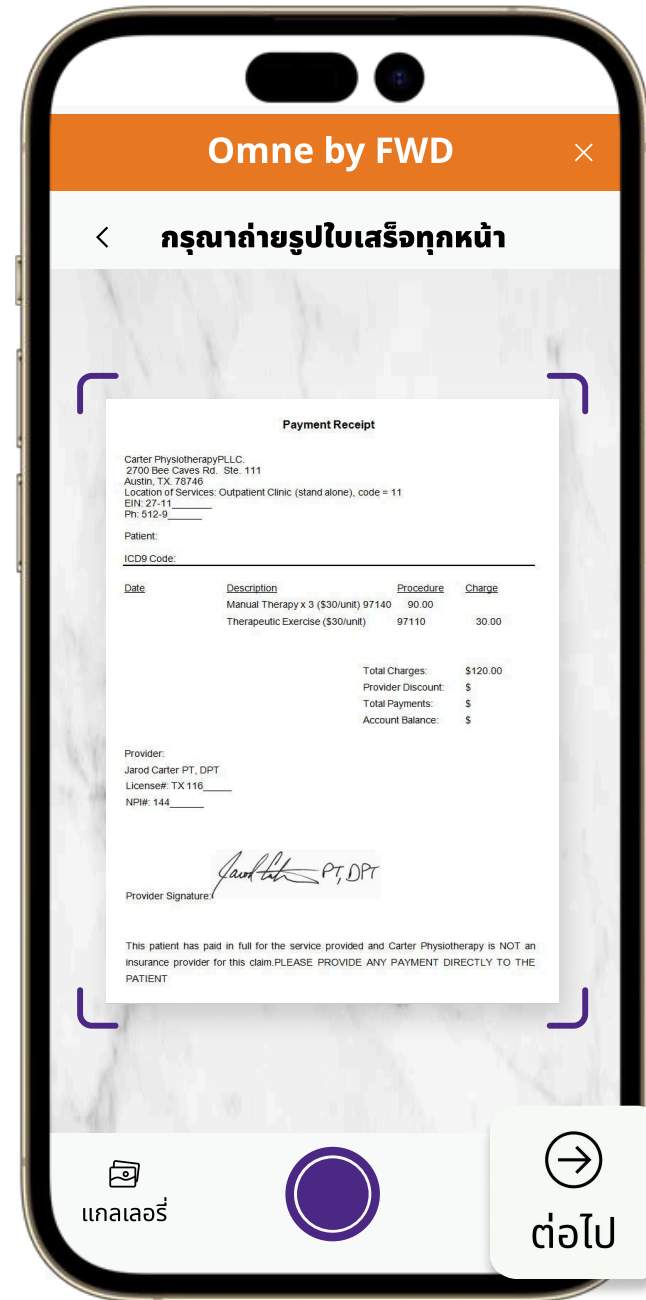 Omne by FWD
กรุณาถ่ายรูปใบเสร็จทุกหน้า
Payment Receipt
Carter PhysiotherapyPLLC.
2700 Bee Caves Rd. Ste. 111
Austin, TX. 78746
Location of Services: Outpatient Clinic (stand alone), code = 11
EIN: 27-11_______
Ph: 512-9______
Patient:
ICD9 Code:
Date Description Procedure Charge
Manual Therapy x 3 ($30/unit) 97140 90.00
Therapeutic Exercise ($30/unit) 97110 30.00
Total Charges: $120.00
Provider Discount: $
Total Payments: $
Account Balance: $
Provider:
Jarod Carter PT, DPT
License#: TX 116_____
NPI#: 144______
PT, DPT
Provider Signature:
This patient has paid in full for the service provided and Carter Physiotherapy is NOT an
insurance provider for this claim.PLEASE PROVIDE ANY PAYMENT DIRECTLY TO THE
PATIENT
แกลเลอรี่
ต่อไป